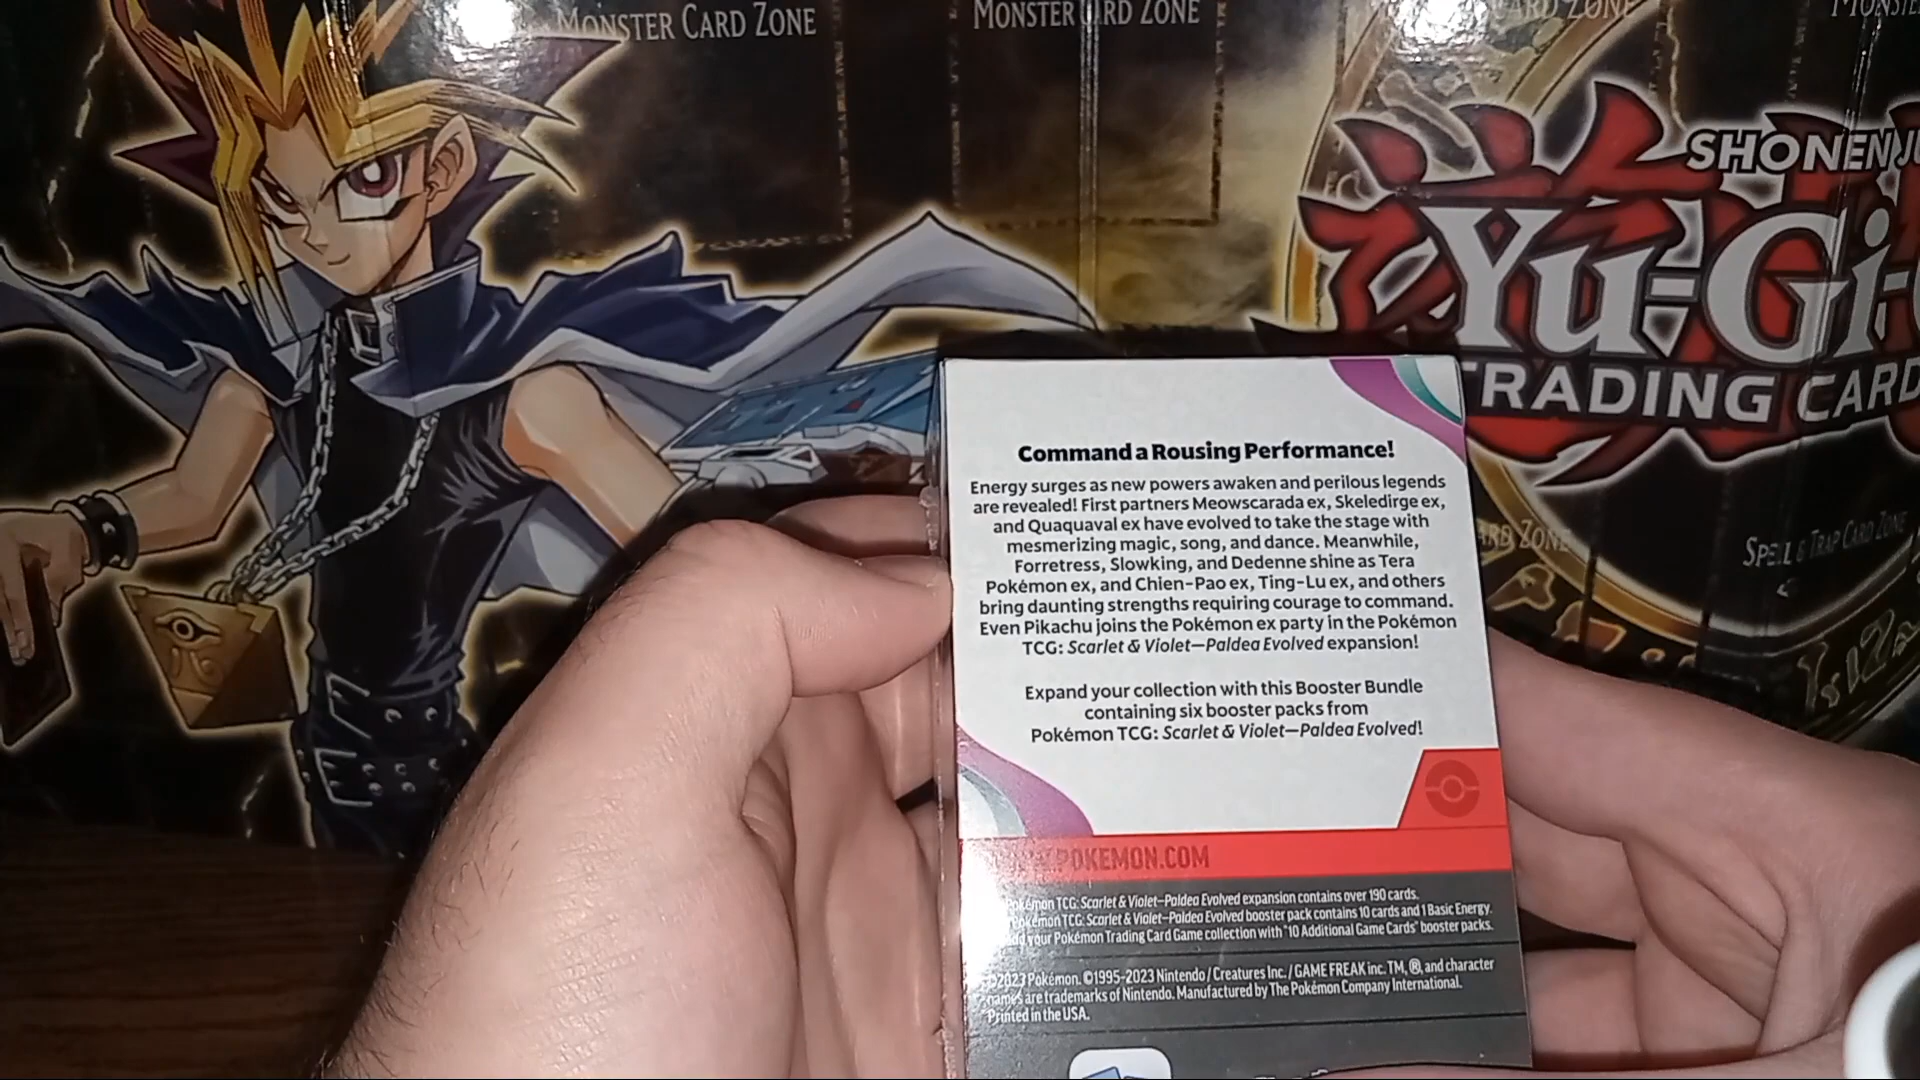 MONSTER CARD ZONE
MONSTER CARD ZONE
CARD ZONE
SHONEN
YU-GI-
TRADING CARD
CARD ZONE
SPELL & TRAP CARD ZONE
Command a Rousing Performance!
Energy surges as new powers awaken and perilous legends
are revealed! First partners Meowscarada ex, Skeledirge ex,
and Quaquaval ex have evolved to take the stage with
mesmerizing magic, song, and dance. Meanwhile,
Forretress, Slowking, and Dedenne shine as Tera
Pokémon ex, and Chien-Pao ex, Ting-Lu ex, and others
bring daunting strengths requiring courage to command.
Even Pikachu joins the Pokémon ex party in the Pokémon
TCG: Scarlet & Violet—Paldea Evolved expansion!
Expand your collection with this Booster Bundle
containing six booster packs from
Pokémon TCG: Scarlet & Violet—Paldea Evolved!
WWW.POKEMON.COM
Pokémon TCG: Scarlet & Violet—Paldea Evolved expansion contains over 190 cards.
Pokémon TCG: Scarlet & Violet—Paldea Evolved booster pack contains 10 cards and 1 Basic Energy.
Add your Pokémon Trading Card Game collection with "10 Additional Game Cards" booster packs.
©2023 Pokémon. ©1995–2023 Nintendo / Creatures Inc. / GAME FREAK inc. TM, ®, and character
names are trademarks of Nintendo. Manufactured by The Pokémon Company International.
Printed in the USA.